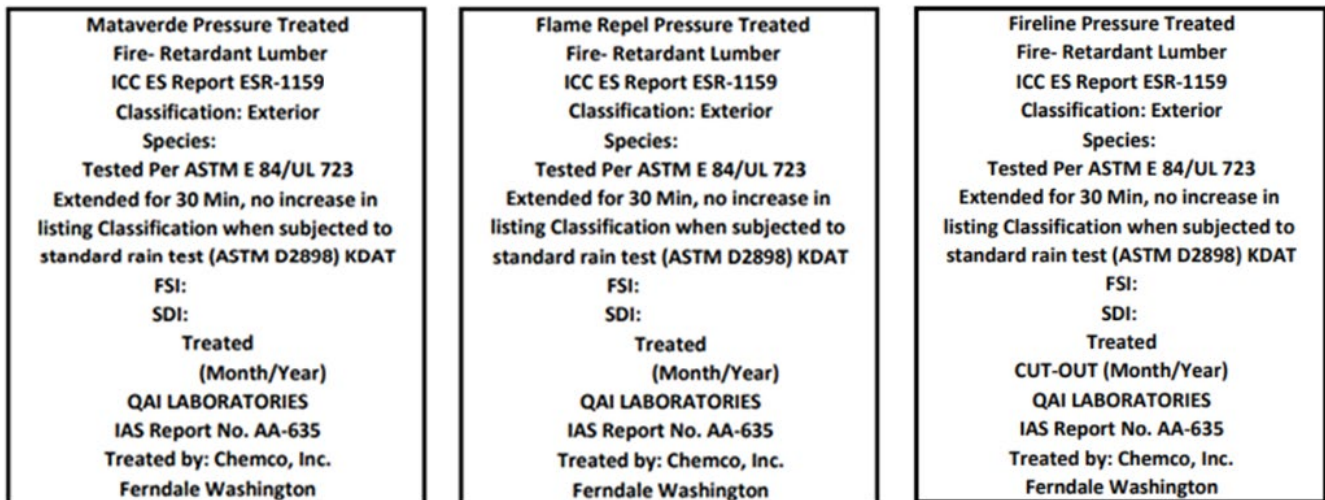 Mataverde Pressure Treated
Fire- Retardant Lumber
ICC ES Report ESR-1159
Classification: Exterior
Species:
Tested Per ASTM E 84/UL 723
Extended for 30 Min, no increase in
listing Classification when subjected to
standard rain test (ASTM D2898) KDAT
FSI:
SDI:
Treated
(Month/Year)
QAI LABORATORIES
IAS Report No. AA-635
Treated by: Chemco, Inc.
Ferndale Washington
Flame Repel Pressure Treated
Fire- Retardant Lumber
ICC ES Report ESR-1159
Classification: Exterior
Species:
Tested Per ASTM E 84/UL 723
Extended for 30 Min, no increase in
listing Classification when subjected to
standard rain test (ASTM D2898) KDAT
FSI:
SDI:
Treated
(Month/Year)
QAI LABORATORIES
IAS Report No. AA-635
Treated by: Chemco, Inc.
Ferndale Washington
Fireline Pressure Treated
Fire- Retardant Lumber
ICC ES Report ESR-1159
Classification: Exterior
Species:
Tested Per ASTM E 84/UL 723
Extended for 30 Min, no increase in
listing Classification when subjected to
standard rain test (ASTM D2898) KDAT
FSI:
SDI:
Treated
CUT-OUT (Month/Year)
QAI LABORATORIES
IAS Report No. AA-635
Treated by: Chemco, Inc.
Ferndale Washington